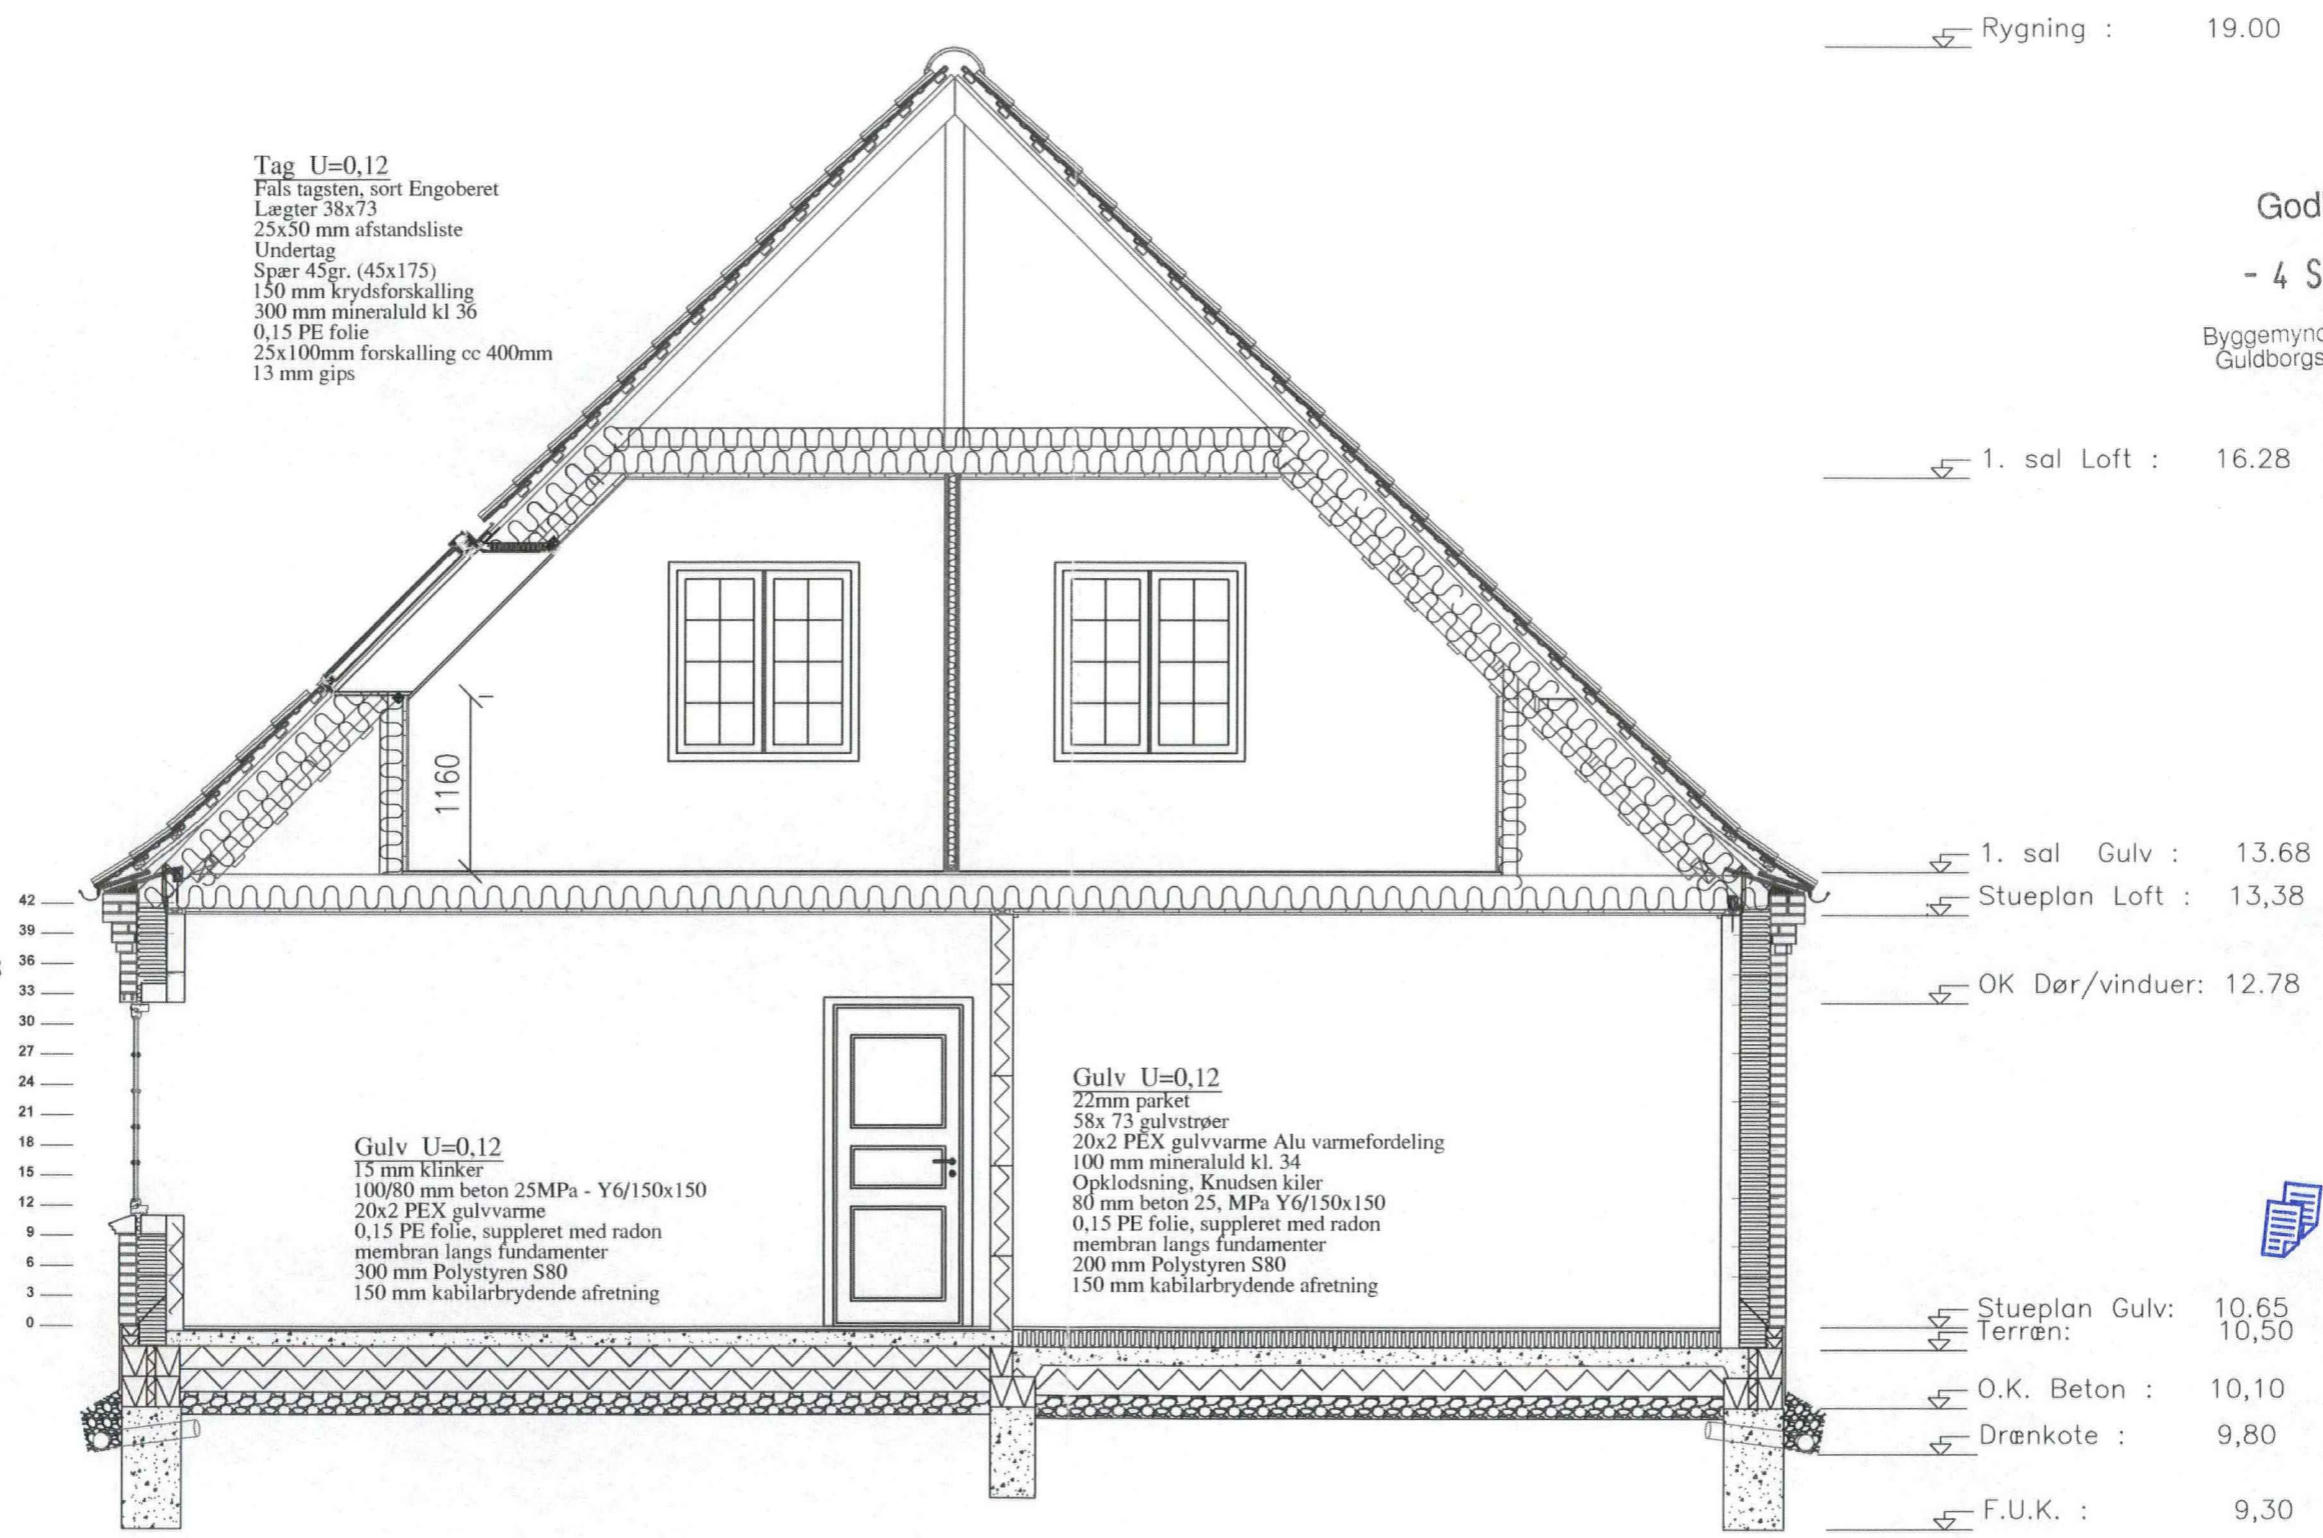 Rygning : 19.00
Tag U=0,12
Fals tagsten, sort Engoberet
Lægter 38x73
25x50 mm afstandsliste
Undertag
Spær 45gr. (45x175)
150 mm krydsforskalling
300 mm mineraluld kl 36
0,15 PE folie
25x100mm forskalling cc 400mm
13 mm gips
God
- 4 S
Byggemynd
Guldborgs
1. sal Loft : 16.28
1160
1. sal Gulv : 13.68
Stueplan Loft : 13,38
OK Dør/vinduer: 12.78
42
39
36
33
30
27
24
21
18
15
12
9
6
3
0
Gulv U=0,12
15 mm klinker
100/80 mm beton 25MPa - Y6/150x150
20x2 PEX gulvvarme
0,15 PE folie, suppleret med radon
membran langs fundamenter
300 mm Polystyren S80
150 mm kabilarbrydende afretning
Gulv U=0,12
22mm parket
58x 73 gulvstrøer
20x2 PEX gulvvarme Alu varmefordeling
100 mm mineraluld kl. 34
Opklodsning, Knudsen kiler
80 mm beton 25, MPa Y6/150x150
0,15 PE folie, suppleret med radon
membran langs fundamenter
200 mm Polystyren S80
150 mm kabilarbrydende afretning
Stueplan Gulv: 10.65
Terræn: 10,50
O.K. Beton : 10,10
Drænkote : 9,80
F.U.K. : 9,30